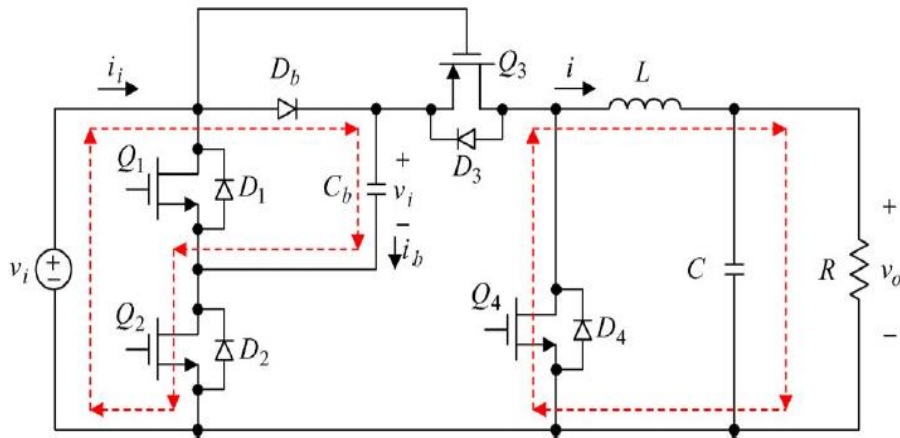 i_i
D_b
Q_3
i
L
Q_1
D_1
C_b
+
v_i
−
i_b
D_3
v_i
+
−
Q_2
D_2
Q_4
D_4
C
R
+
v_o
−